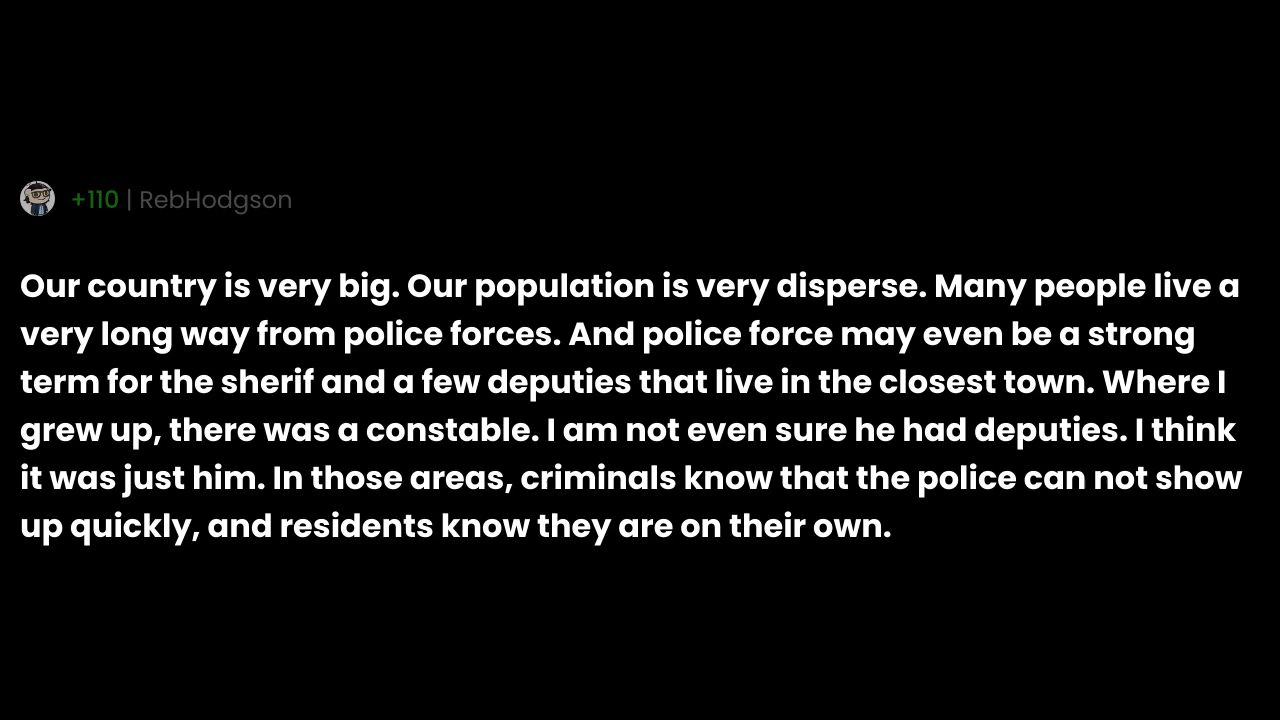 +110 | RebHodgson
Our country is very big. Our population is very disperse. Many people live a
very long way from police forces. And police force may even be a strong
term for the sherif and a few deputies that live in the closest town. Where I
grew up, there was a constable. I am not even sure he had deputies. I think
it was just him. In those areas, criminals know that the police can not show
up quickly, and residents know they are on their own.